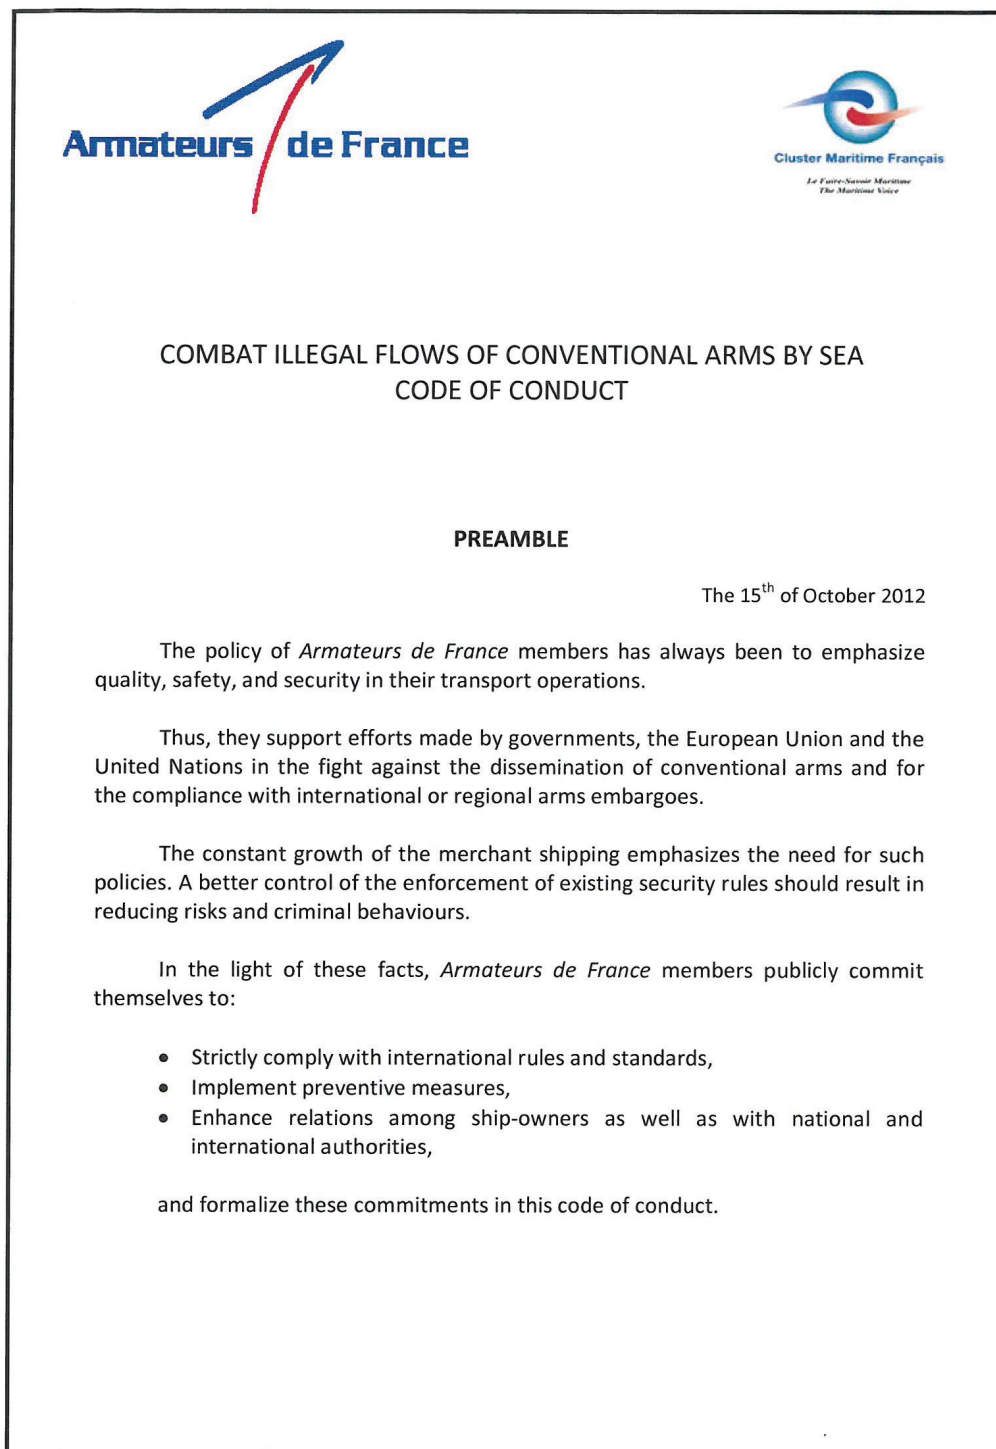 Armateurs de France
Cluster Maritime Français
Le Faire-Savoir Maritime
The Maritime Voice
COMBAT ILLEGAL FLOWS OF CONVENTIONAL ARMS BY SEA
CODE OF CONDUCT
PREAMBLE
The 15th of October 2012
The policy of Armateurs de France members has always been to emphasize
quality, safety, and security in their transport operations.
Thus, they support efforts made by governments, the European Union and the
United Nations in the fight against the dissemination of conventional arms and for
the compliance with international or regional arms embargoes.
The constant growth of the merchant shipping emphasizes the need for such
policies. A better control of the enforcement of existing security rules should result in
reducing risks and criminal behaviours.
In the light of these facts, Armateurs de France members publicly commit
themselves to:
• Strictly comply with international rules and standards,
• Implement preventive measures,
• Enhance relations among ship-owners as well as with national and
international authorities,
and formalize these commitments in this code of conduct.